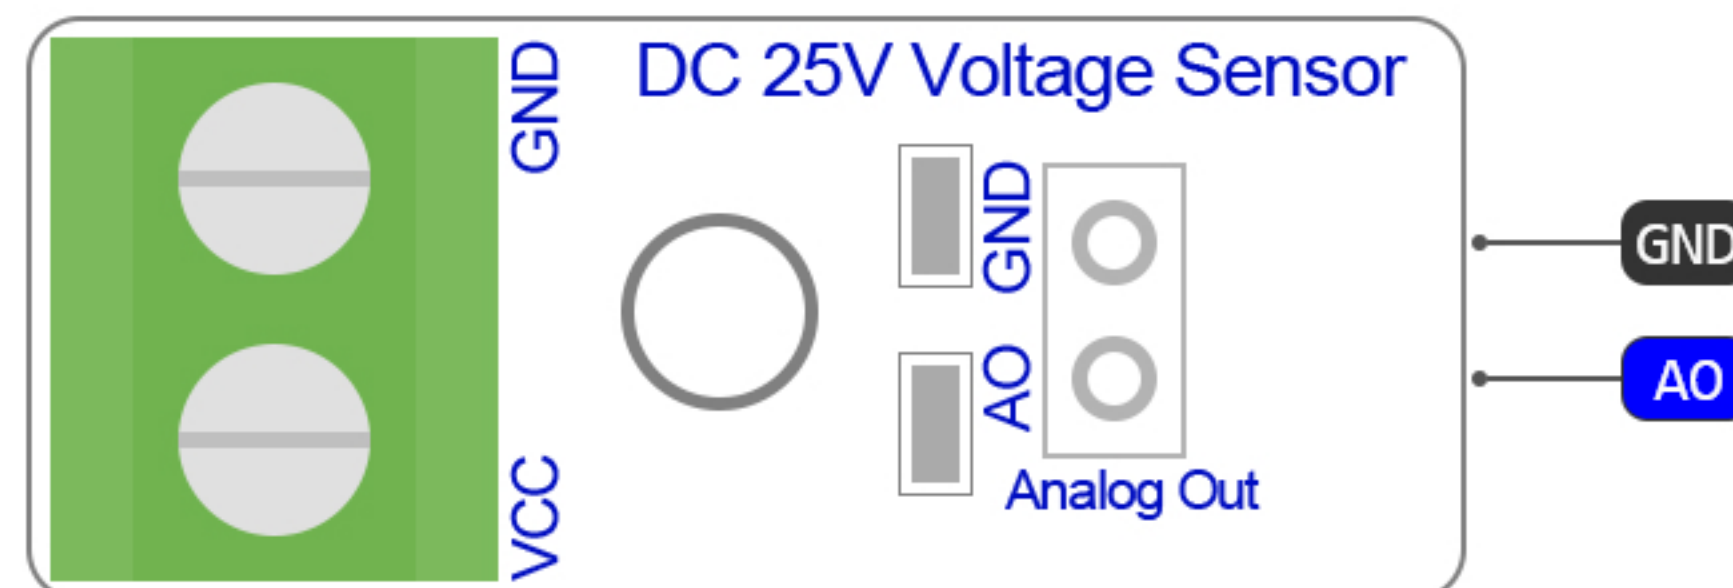 DC 25V Voltage Sensor
GND
VCC
GND
AO
Analog Out
GND
AO